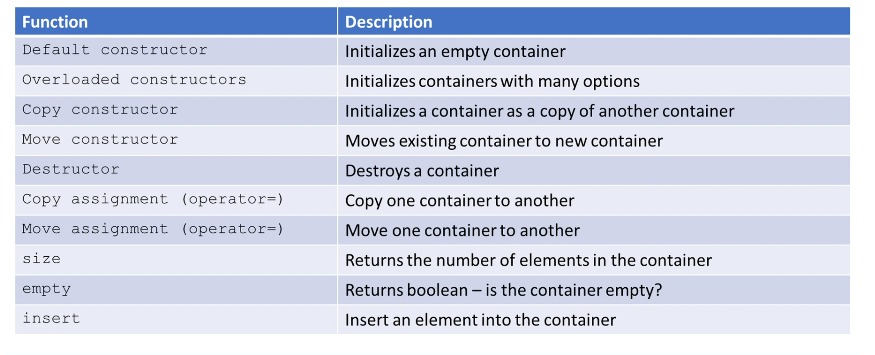 Function Description
Default constructor Initializes an empty container
Overloaded constructors Initializes containers with many options
Copy constructor Initializes a container as a copy of another container
Move constructor Moves existing container to new container
Destructor Destroys a container
Copy assignment (operator=) Copy one container to another
Move assignment (operator=) Move one container to another
size Returns the number of elements in the container
empty Returns boolean – is the container empty?
insert Insert an element into the container